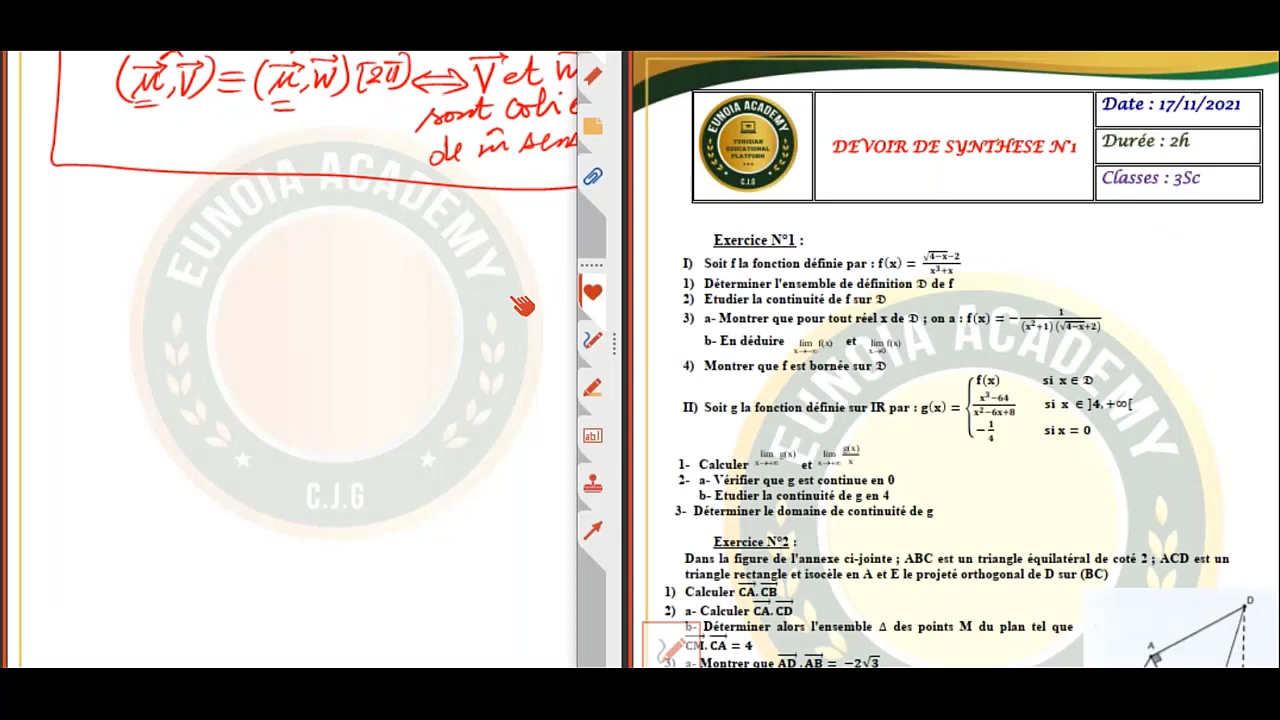 (u⃗,V⃗) ≡ (u⃗,w⃗) [2π] ⟺ V⃗ et w⃗
sont coli
de m̂ sens
EUNOIA ACADEMY
C.J.G
EUNOIA ACADEMY
TUNISIAN
EDUCATIONAL
PLATFORM
C.J.G
DEVOIR DE SYNTHESE N°1
Date : 17/11/2021
Durée : 2h
Classes : 3Sc
Exercice N°1 :
I) Soit f la fonction définie par : f(x) = (√(4−x)−2)/(x³+x)
1) Déterminer l'ensemble de définition 𝒟 de f
2) Etudier la continuité de f sur 𝒟
3) a- Montrer que pour tout réel x de 𝒟 ; on a : f(x) = − 1/((x²+1)(√(4−x)+2))
b- En déduire lim x→−∞ f(x) et lim x→0 f(x)
4) Montrer que f est bornée sur 𝒟
II) Soit g la fonction définie sur IR par : g(x) = { f(x) si x ∈ 𝒟
(x³−64)/(x²−6x+8) si x ∈ ]4, +∞[
−1/4 si x = 0
1- Calculer lim x→+∞ g(x) et lim x→+∞ g(x)/x
2- a- Vérifier que g est continue en 0
b- Etudier la continuité de g en 4
3- Déterminer le domaine de continuité de g
Exercice N°2 :
Dans la figure de l'annexe ci-jointe ; ABC est un triangle équilatéral de coté 2 ; ACD est un
triangle rectangle et isocèle en A et E le projeté orthogonal de D sur (BC)
1) Calculer CA⃗.CB⃗
2) a- Calculer CA⃗.CD⃗
b- Déterminer alors l'ensemble Δ des points M du plan tel que
CM⃗.CA⃗ = 4
3) a- Montrer que AD⃗.AB⃗ = −2√3
D
A
ab|